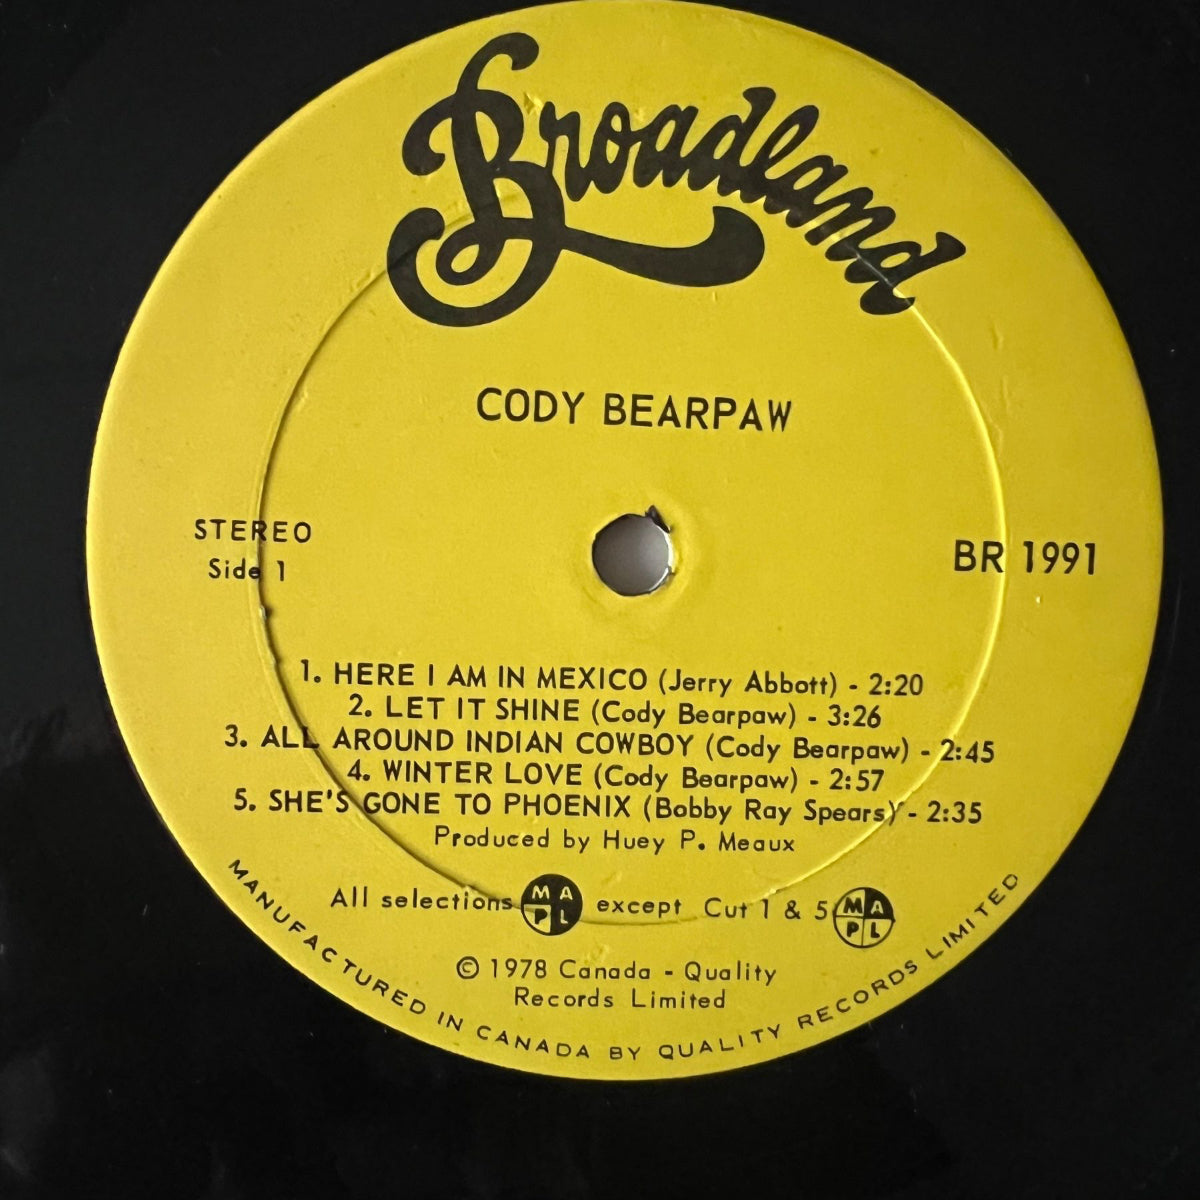 Broadland
CODY BEARPAW
STEREO
Side 1
BR 1991
1. HERE I AM IN MEXICO (Jerry Abbott) - 2:20
2. LET IT SHINE (Cody Bearpaw) - 3:26
3. ALL AROUND INDIAN COWBOY (Cody Bearpaw) - 2:45
4. WINTER LOVE (Cody Bearpaw) - 2:57
5. SHE'S GONE TO PHOENIX (Bobby Ray Spears) - 2:35
Produced by Huey P. Meaux
All selections MAPL except Cut 1 & 5 MAPL
© 1978 Canada - Quality
Records Limited
MANUFACTURED IN CANADA BY QUALITY RECORDS LIMITED